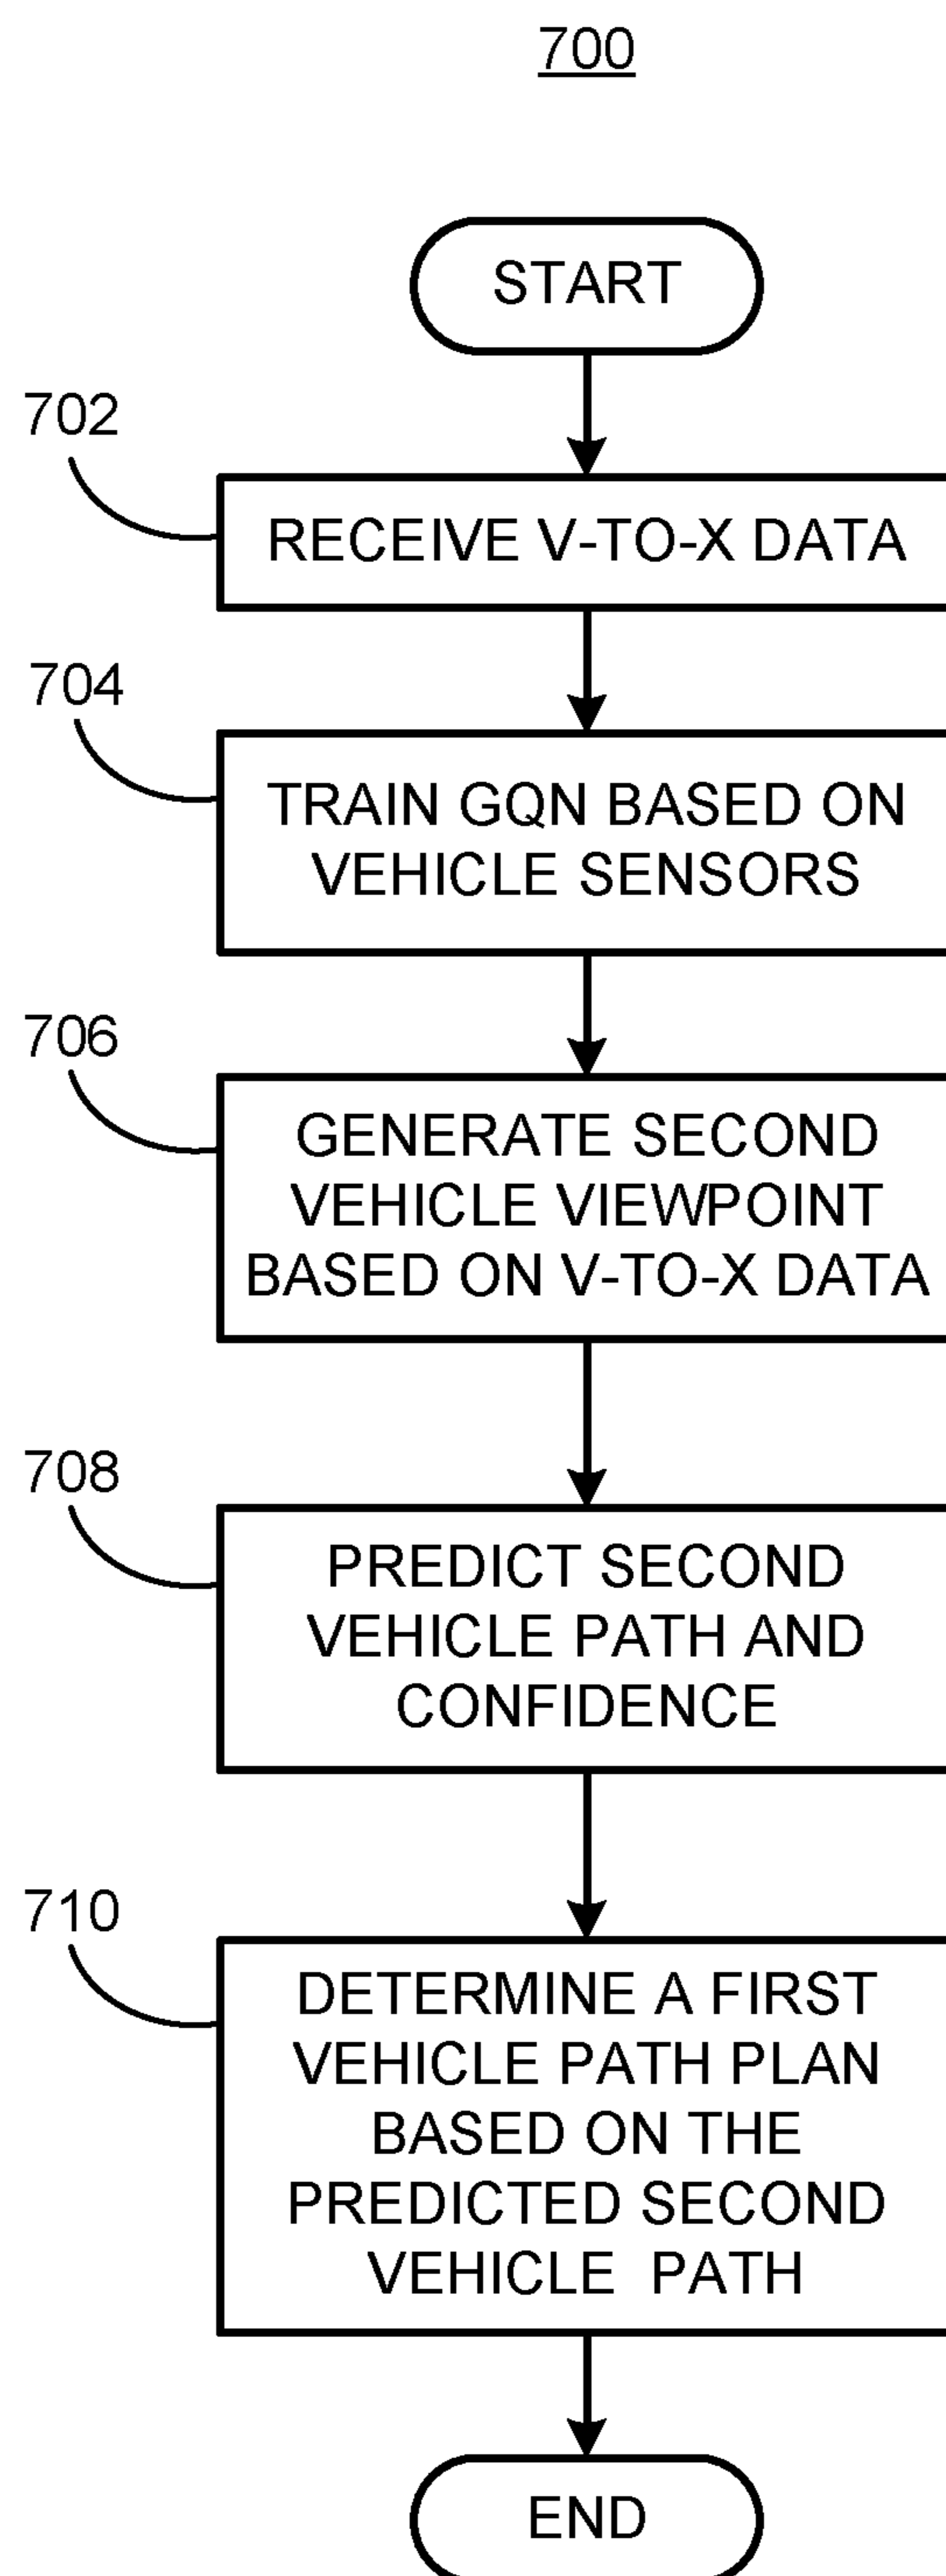 700
START
702
RECEIVE V-TO-X DATA
704
TRAIN GQN BASED ON
VEHICLE SENSORS
706
GENERATE SECOND
VEHICLE VIEWPOINT
BASED ON V-TO-X DATA
708
PREDICT SECOND
VEHICLE PATH AND
CONFIDENCE
710
DETERMINE A FIRST
VEHICLE PATH PLAN
BASED ON THE
PREDICTED SECOND
VEHICLE PATH
END